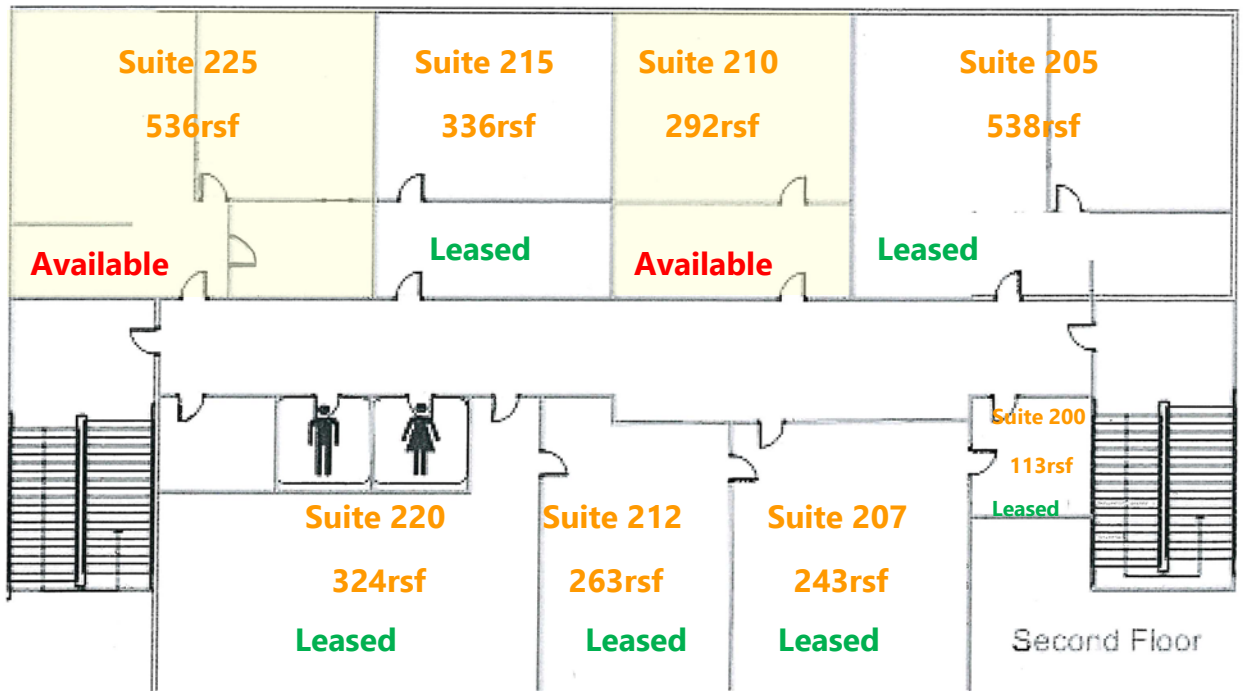 Suite 225
536rsf
Available
Suite 215
336rsf
Leased
Suite 210
292rsf
Available
Suite 205
538rsf
Leased
Suite 220
324rsf
Leased
Suite 212
263rsf
Leased
Suite 207
243rsf
Leased
Suite 200
113rsf
Leased
Second Floor